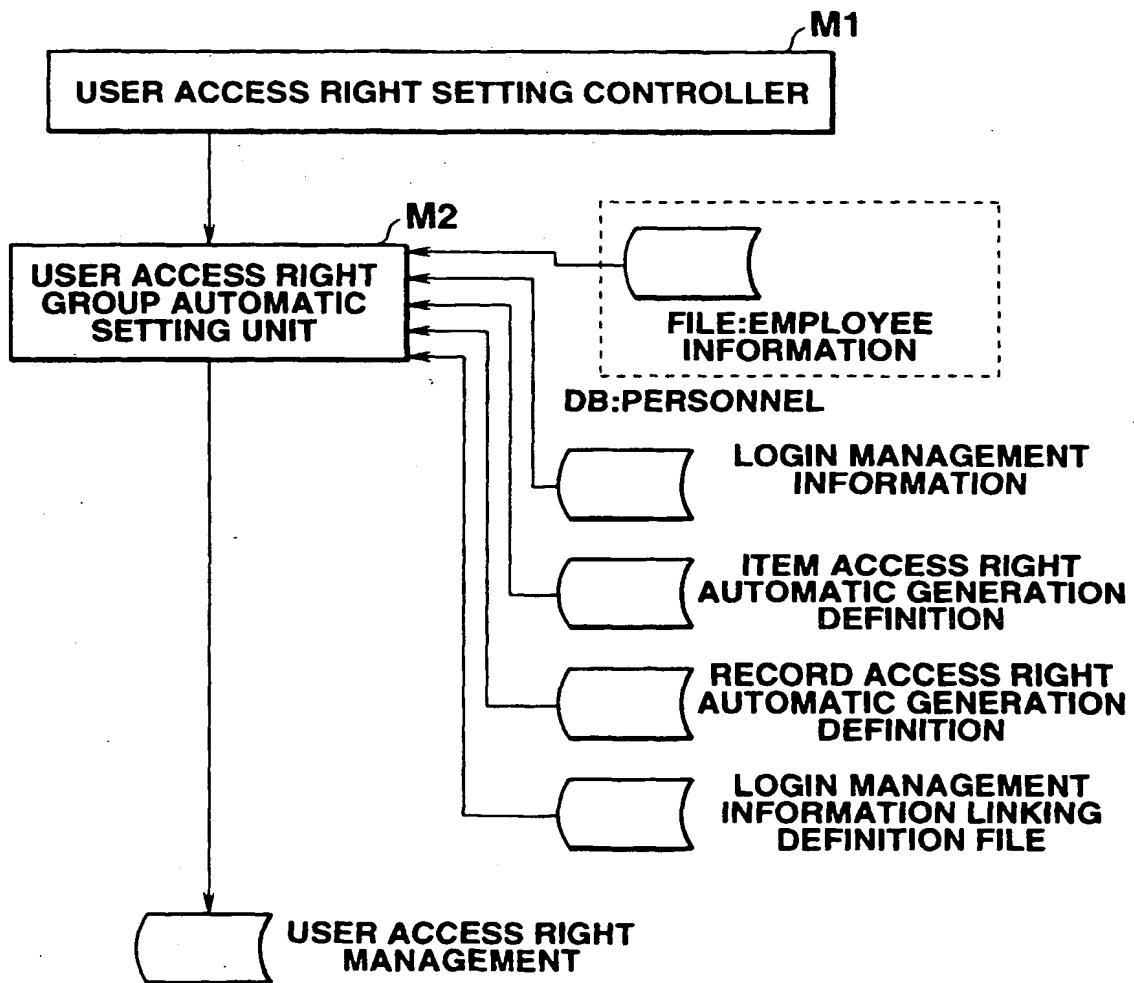 M1
USER ACCESS RIGHT SETTING CONTROLLER
M2
USER ACCESS RIGHT
GROUP AUTOMATIC
SETTING UNIT
FILE:EMPLOYEE
INFORMATION
DB:PERSONNEL
LOGIN MANAGEMENT
INFORMATION
ITEM ACCESS RIGHT
AUTOMATIC GENERATION
DEFINITION
RECORD ACCESS RIGHT
AUTOMATIC GENERATION
DEFINITION
LOGIN MANAGEMENT
INFORMATION LINKING
DEFINITION FILE
USER ACCESS RIGHT
MANAGEMENT